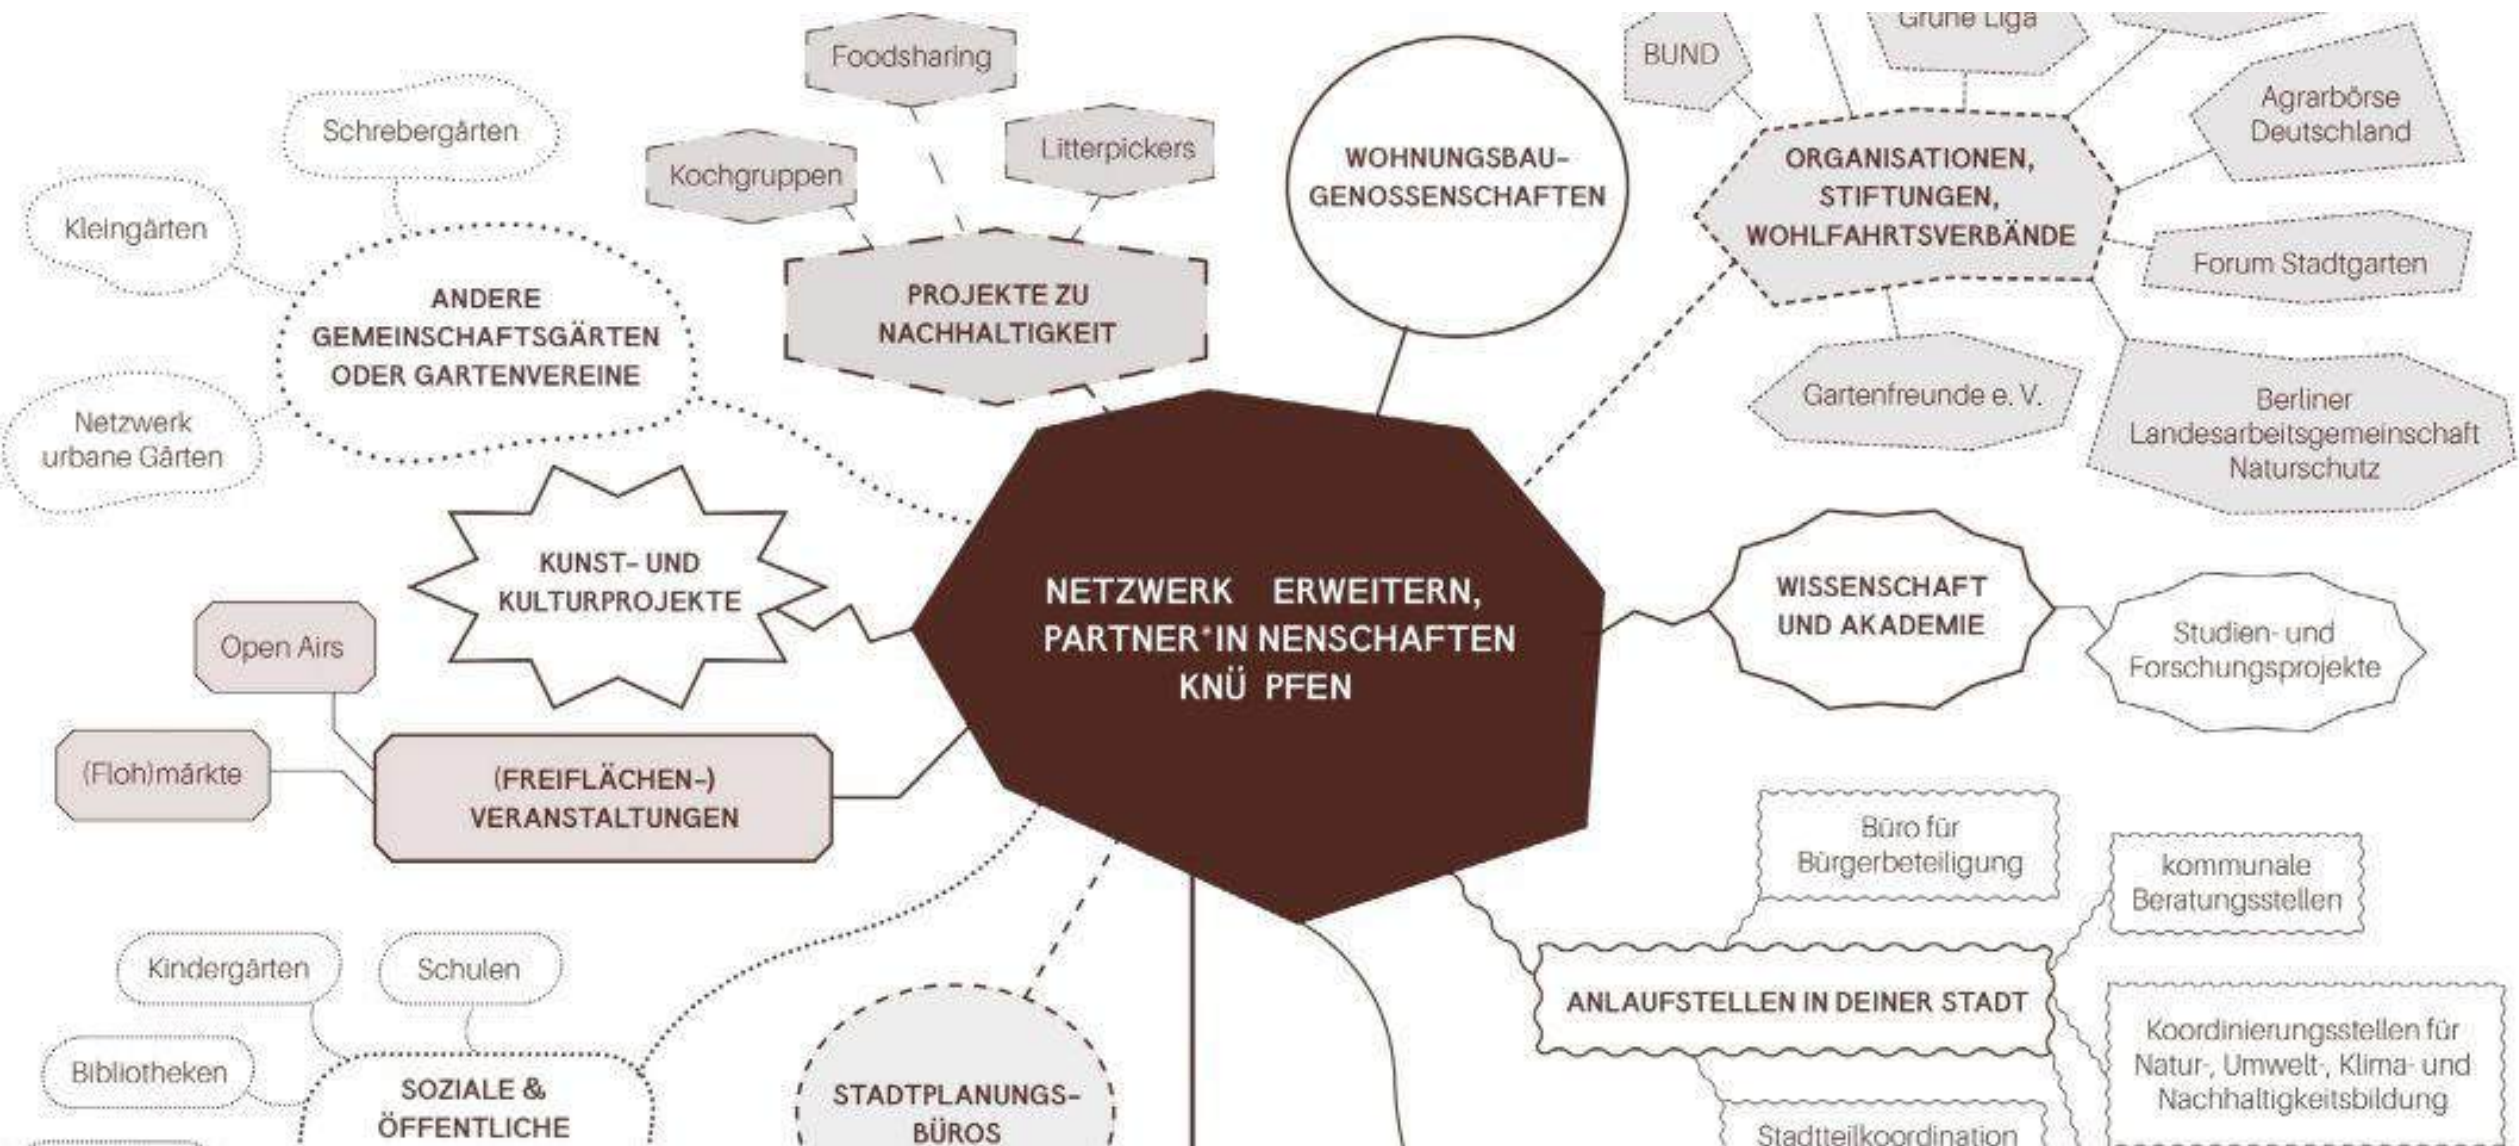 Grüne Liga
BUND
Foodsharing
Agrarbörse
Deutschland
Schrebergärten
Litterpickers
Kochgruppen
WOHNUNGSBAU-
GENOSSENSCHAFTEN
ORGANISATIONEN,
STIFTUNGEN,
WOHLFAHRTSVERBÄNDE
Kleingärten
Forum Stadtgarten
ANDERE
GEMEINSCHAFTSGÄRTEN
ODER GARTENVEREINE
PROJEKTE ZU
NACHHALTIGKEIT
Gartenfreunde e. V.
Berliner
Landesarbeitsgemeinschaft
Naturschutz
Netzwerk
urbane Gärten
KUNST- UND
KULTURPROJEKTE
NETZWERK ERWEITERN,
PARTNER*IN NENSCHAFTEN
KNÜ PFEN
WISSENSCHAFT
UND AKADEMIE
Studien- und
Forschungsprojekte
Open Airs
(Floh)märkte
(FREIFLÄCHEN-)
VERANSTALTUNGEN
Büro für
Bürgerbeteiligung
kommunale
Beratungsstellen
Kindergärten
Schulen
ANLAUFSTELLEN IN DEINER STADT
Koordinierungsstellen für
Natur-, Umwelt-, Klima- und
Nachhaltigkeitsbildung
Bibliotheken
SOZIALE &
ÖFFENTLICHE
STADTPLANUNGS-
BÜROS
Stadtteilkoordination